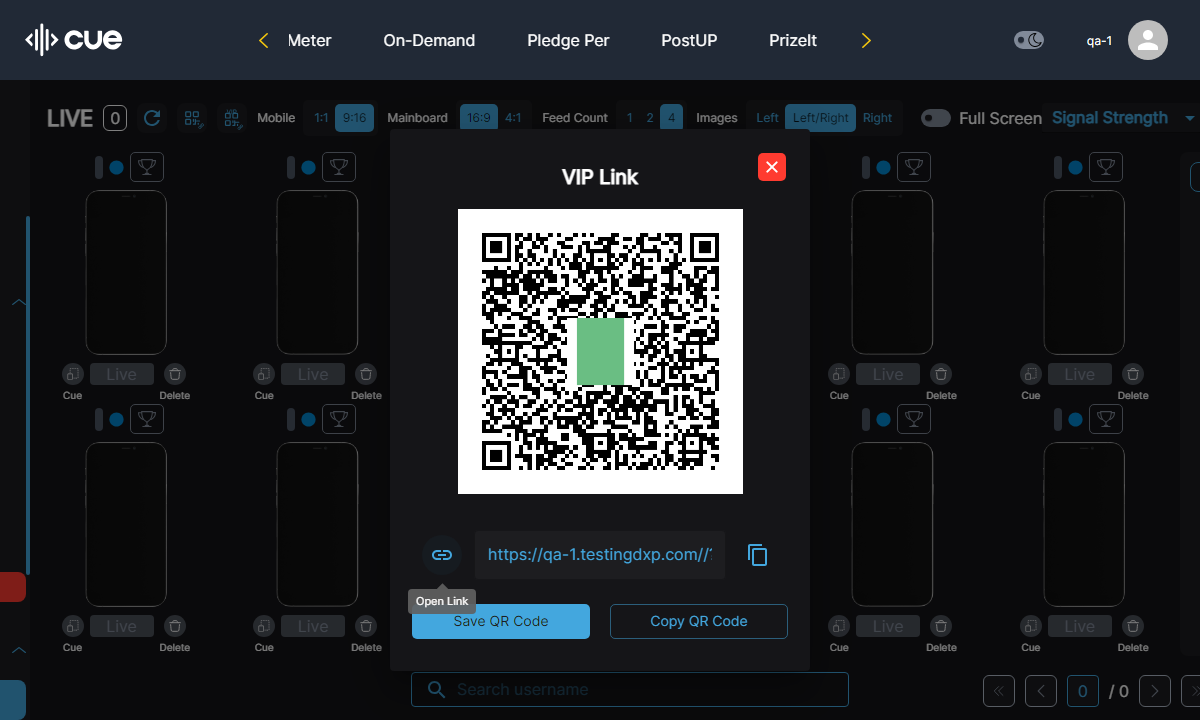 cue
Meter On-Demand Pledge Per PostUP PrizeIt
qa-1
LIVE 0 Mobile 1:1 9:16 Mainboard 16:9 4:1 Feed Count 1 2 4 Images Left Left/Right Right Full Screen Signal Strength
VIP Link
Live Live Live Live
Cue Delete Cue Delete Cue Delete Cue Delete
https://qa-1.testingdxp.com//
Open Link
Save QR Code Copy QR Code
Live Live Live Live
Cue Delete Cue Delete Cue Delete Cue Delete
Search username
0 / 0